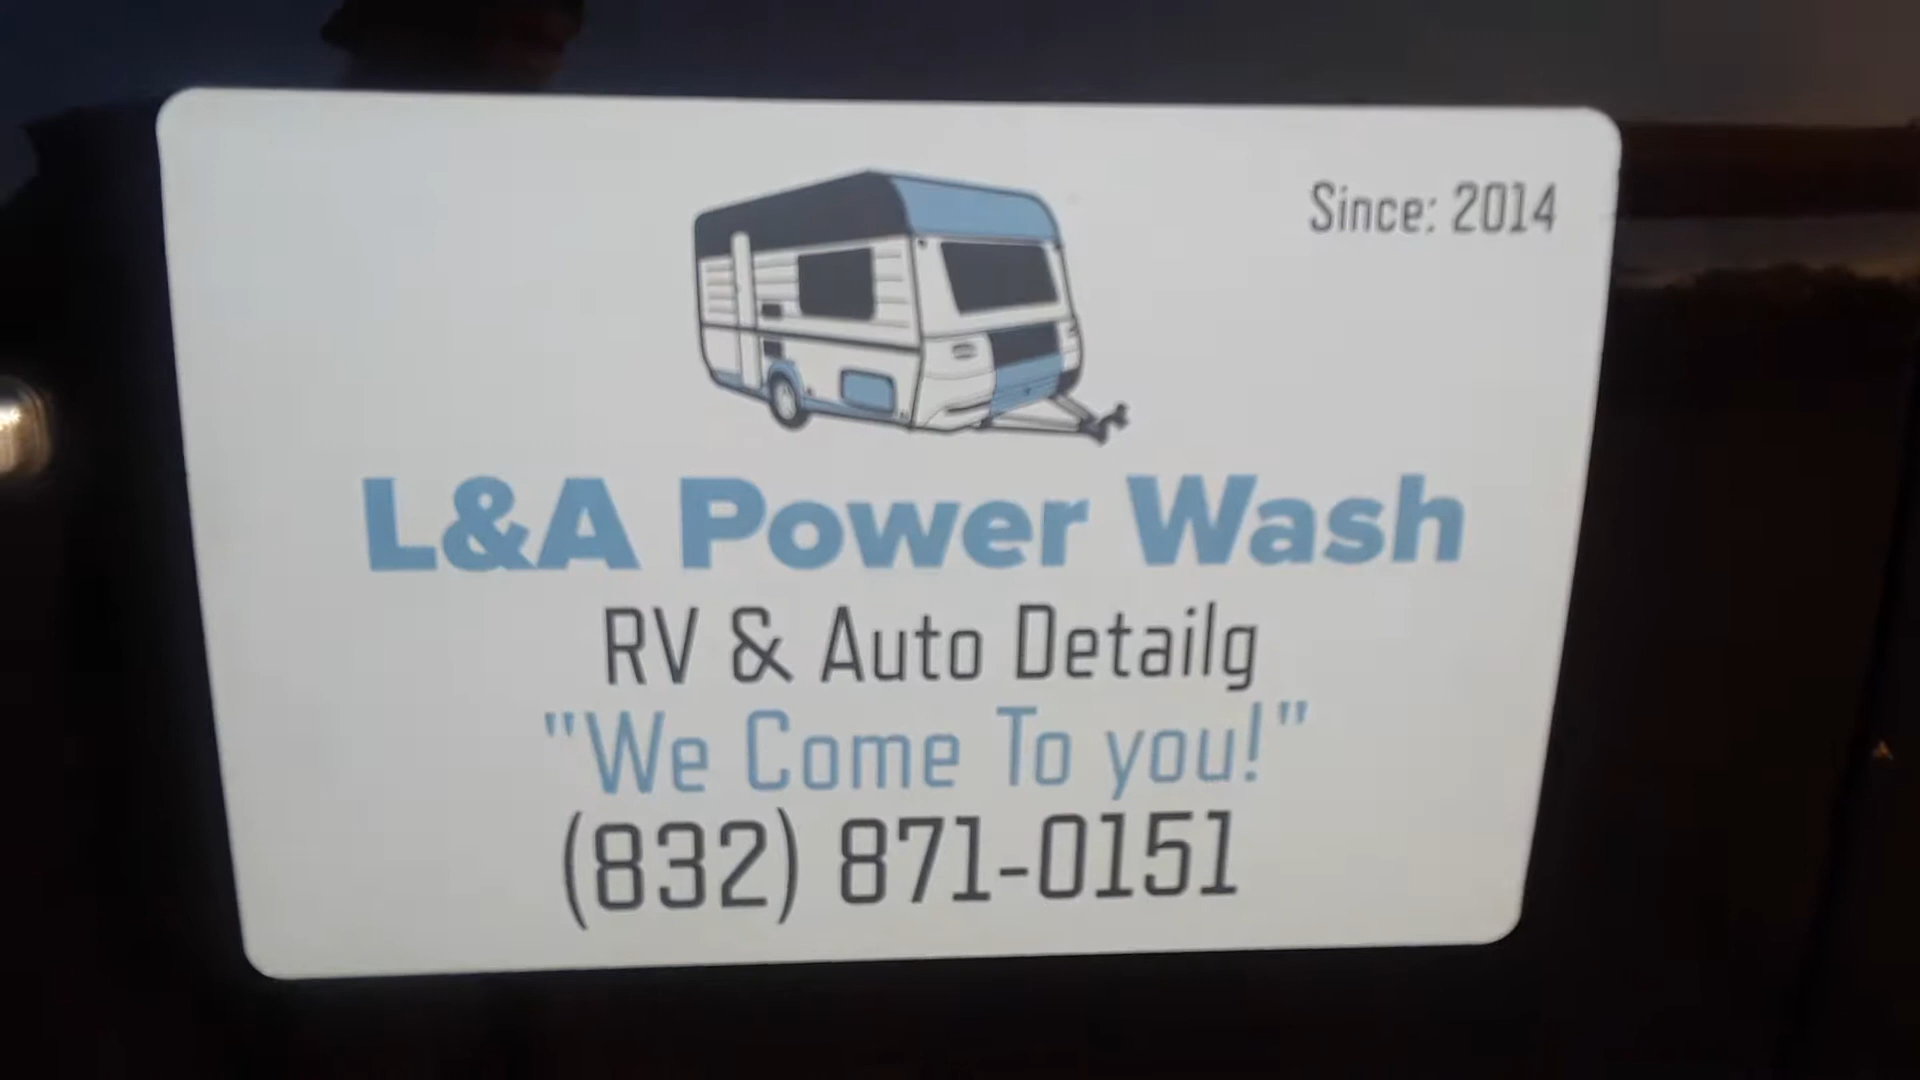 Since: 2014
L&A Power Wash
RV & Auto Detailg
"We Come To you!"
(832) 871-0151